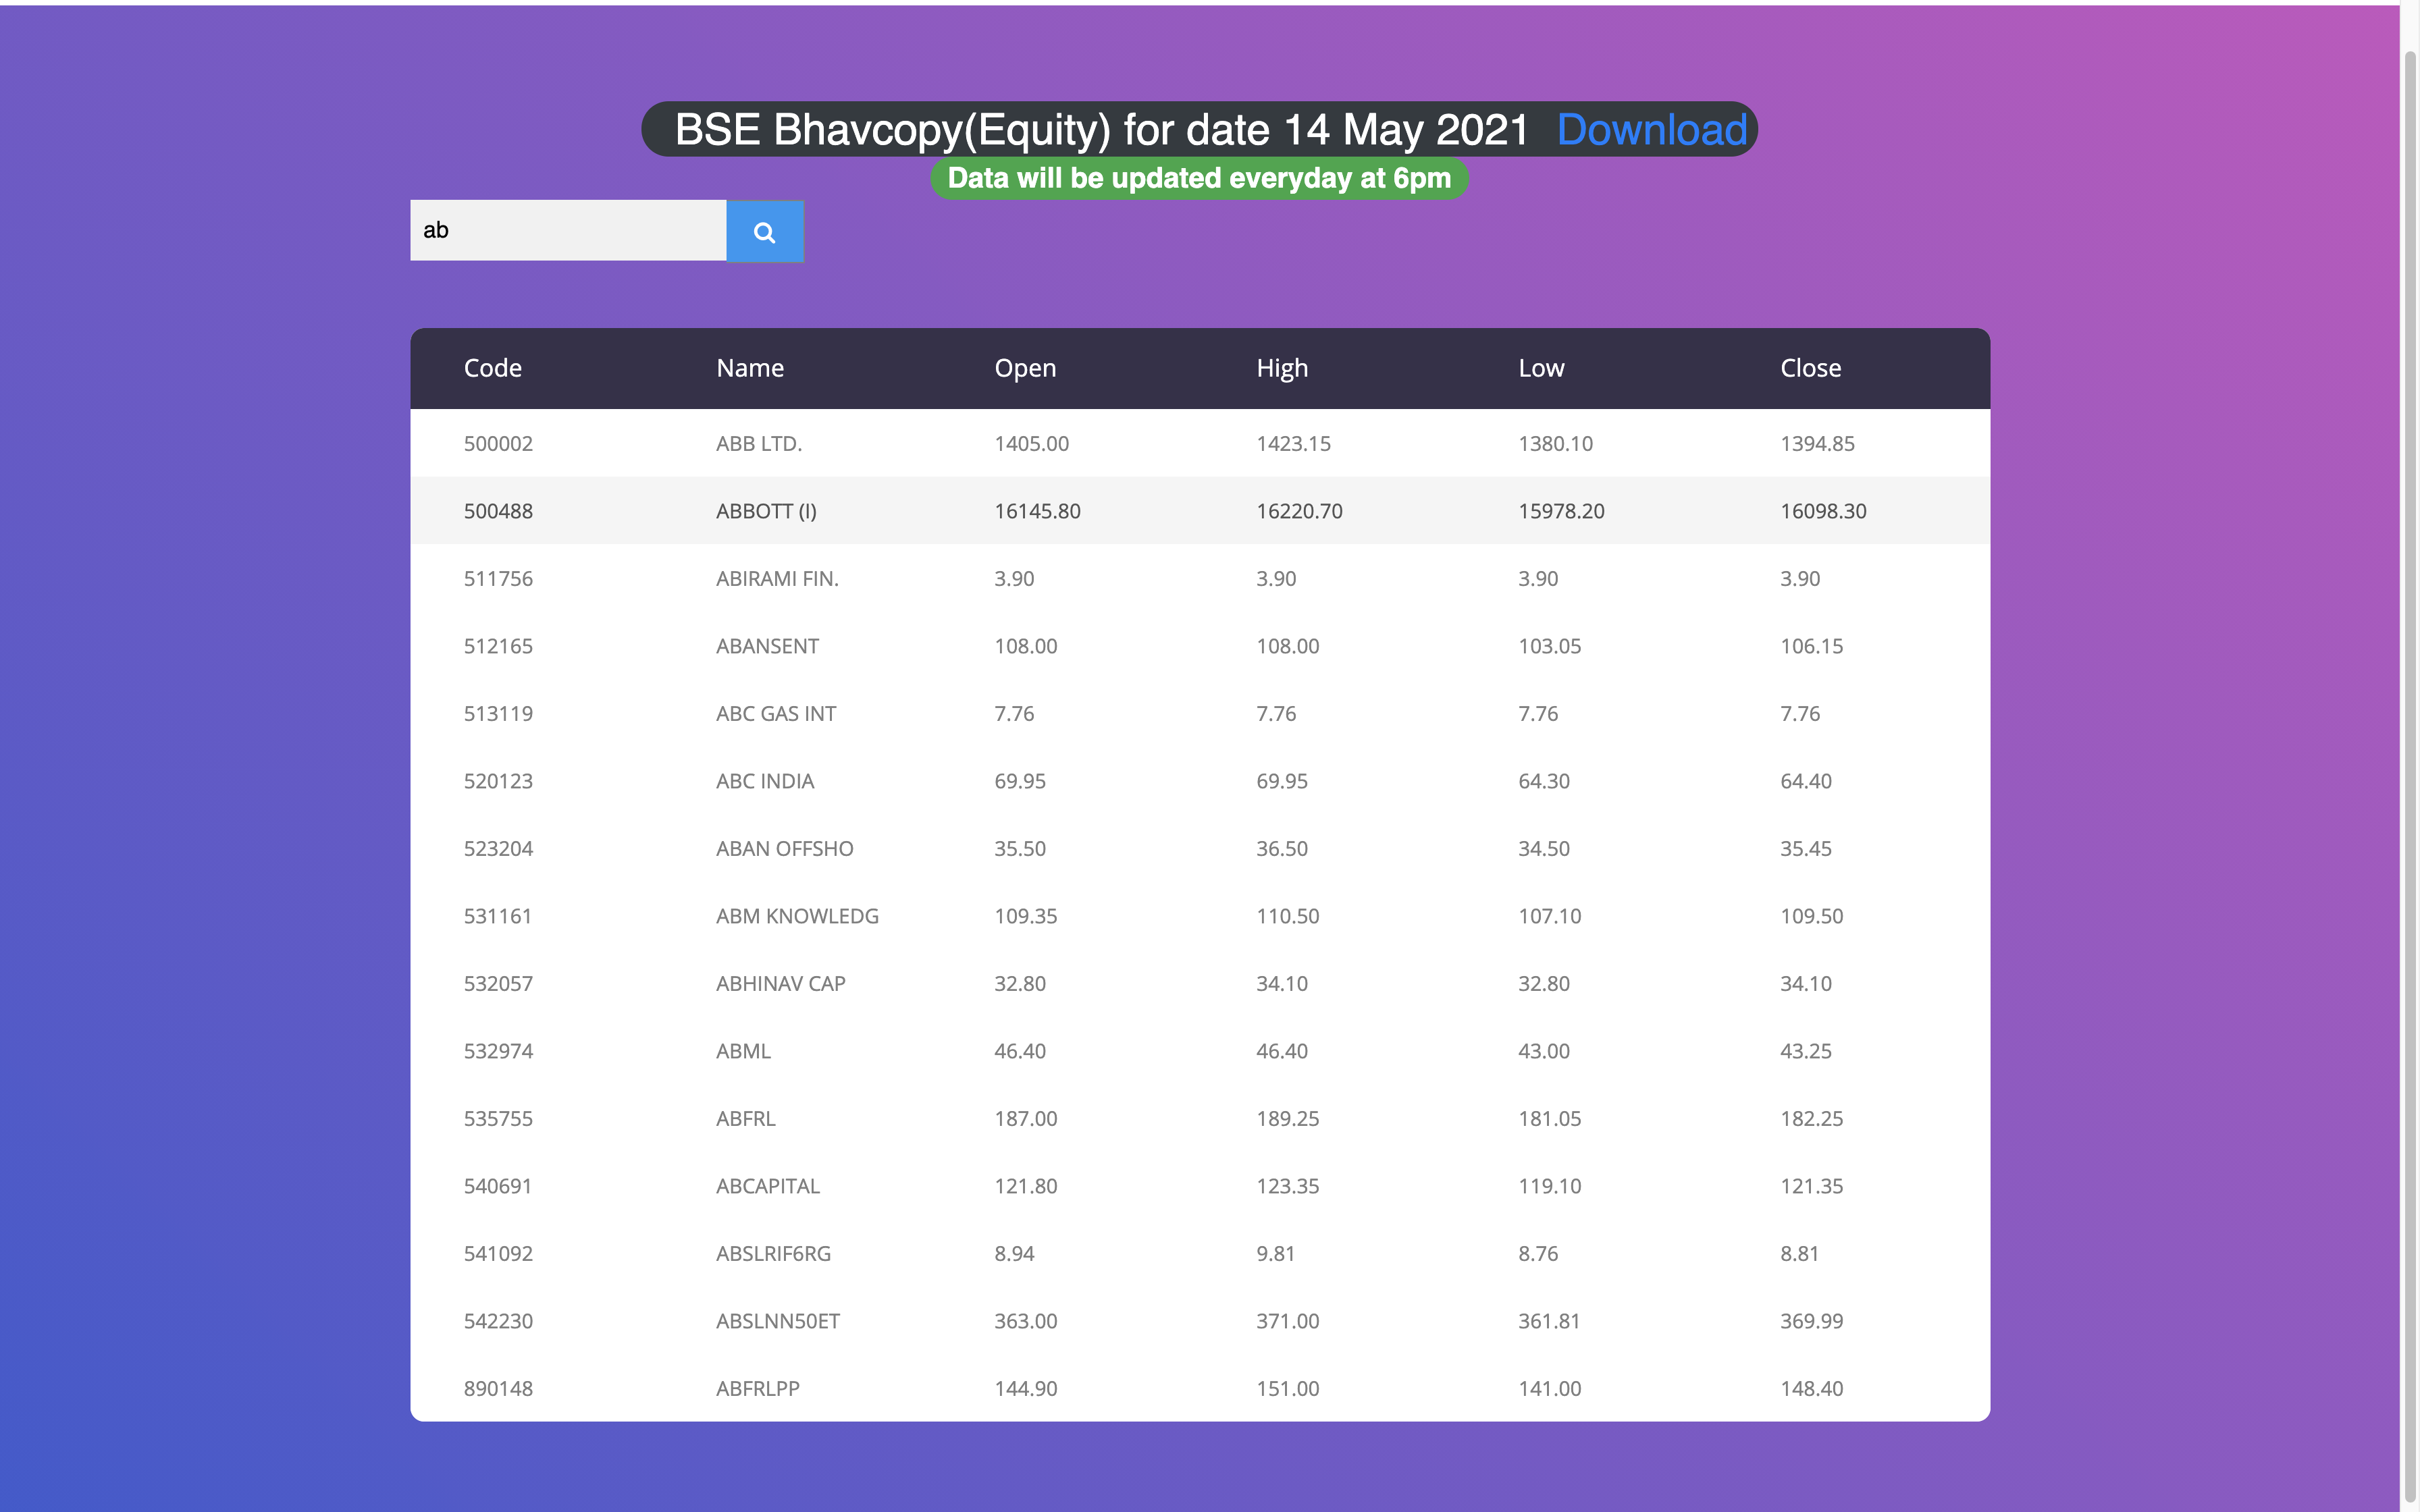 BSE Bhavcopy(Equity) for date 14 May 2021 Download
Data will be updated everyday at 6pm
ab
Code Name Open High Low Close
500002 ABB LTD. 1405.00 1423.15 1380.10 1394.85
500488 ABBOTT (I) 16145.80 16220.70 15978.20 16098.30
511756 ABIRAMI FIN. 3.90 3.90 3.90 3.90
512165 ABANSENT 108.00 108.00 103.05 106.15
513119 ABC GAS INT 7.76 7.76 7.76 7.76
520123 ABC INDIA 69.95 69.95 64.30 64.40
523204 ABAN OFFSHO 35.50 36.50 34.50 35.45
531161 ABM KNOWLEDG 109.35 110.50 107.10 109.50
532057 ABHINAV CAP 32.80 34.10 32.80 34.10
532974 ABML 46.40 46.40 43.00 43.25
535755 ABFRL 187.00 189.25 181.05 182.25
540691 ABCAPITAL 121.80 123.35 119.10 121.35
541092 ABSLRIF6RG 8.94 9.81 8.76 8.81
542230 ABSLNN50ET 363.00 371.00 361.81 369.99
890148 ABFRLPP 144.90 151.00 141.00 148.40